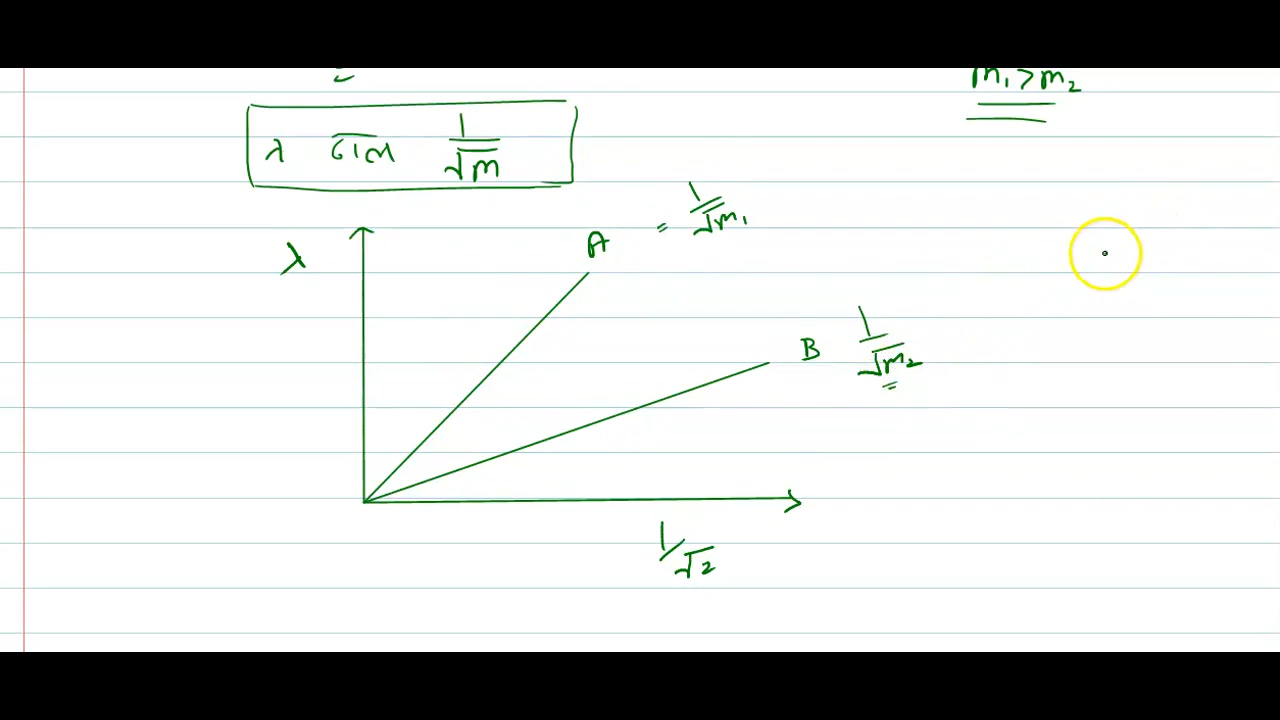 m₁ > m₂
λ ঢাল 1/√m
λ
A = 1/√m₁
B 1/√m₂
1/√2